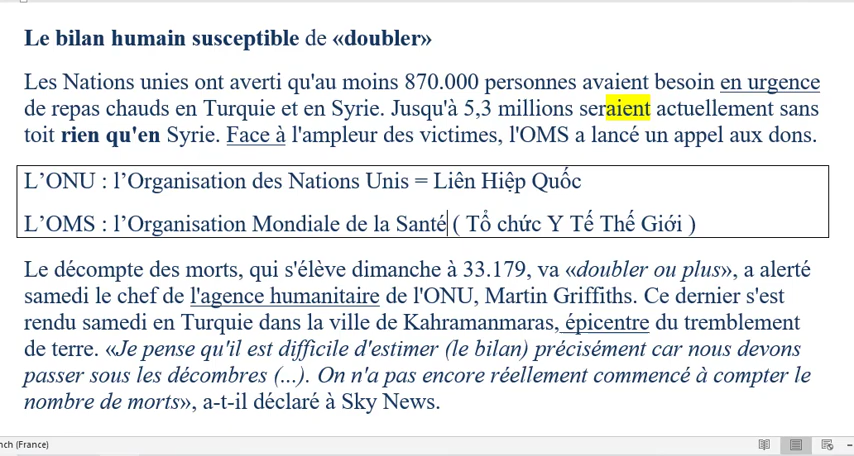 Le bilan humain susceptible de «doubler»
Les Nations unies ont averti qu'au moins 870.000 personnes avaient besoin en urgence
de repas chauds en Turquie et en Syrie. Jusqu'à 5,3 millions seraient actuellement sans
toit rien qu'en Syrie. Face à l'ampleur des victimes, l'OMS a lancé un appel aux dons.
L’ONU : l’Organisation des Nations Unis = Liên Hiệp Quốc
L’OMS : l’Organisation Mondiale de la Santé ( Tổ chức Y Tế Thế Giới )
Le décompte des morts, qui s'élève dimanche à 33.179, va «doubler ou plus», a alerté
samedi le chef de l'agence humanitaire de l'ONU, Martin Griffiths. Ce dernier s'est
rendu samedi en Turquie dans la ville de Kahramanmaras, épicentre du tremblement
de terre. «Je pense qu'il est difficile d'estimer (le bilan) précisément car nous devons
passer sous les décombres (...). On n'a pas encore réellement commencé à compter le
nombre de morts», a-t-il déclaré à Sky News.
nch (France)